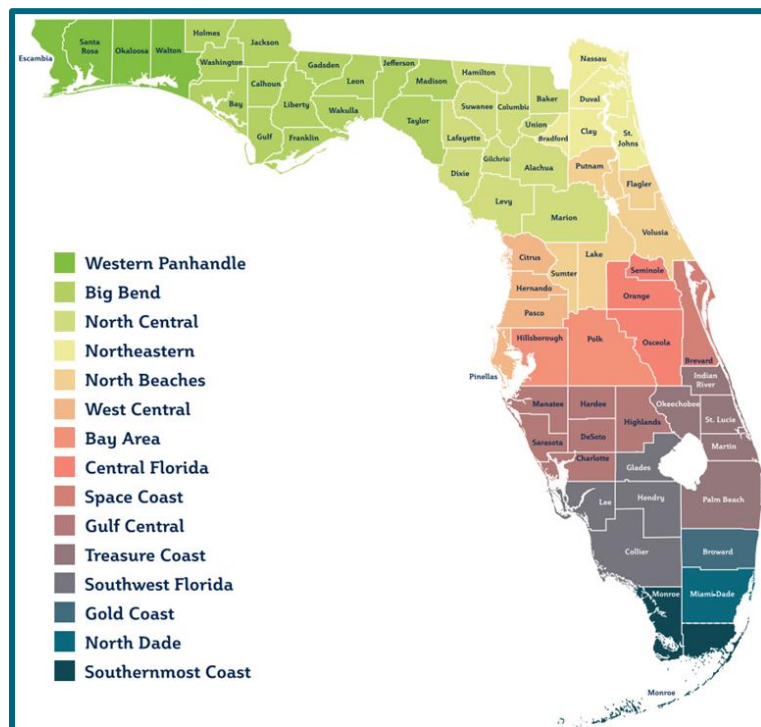 Escambia
Santa
Rosa
Okaloosa
Walton
Holmes
Jackson
Washington
Bay
Calhoun
Gulf
Liberty
Franklin
Gadsden
Leon
Wakulla
Jefferson
Madison
Taylor
Hamilton
Suwanee
Lafayette
Columbia
Baker
Union
Bradford
Gilchrist
Dixie
Alachua
Levy
Marion
Nassau
Duval
Clay
St.
Johns
Putnam
Flagler
Volusia
Lake
Sumter
Citrus
Hernando
Pasco
Pinellas
Hillsborough
Polk
Seminole
Orange
Osceola
Brevard
Indian
River
Okeechobee
St. Lucie
Martin
Palm Beach
Manatee
Hardee
Highlands
Sarasota
DeSoto
Charlotte
Glades
Lee
Hendry
Collier
Broward
Miami-Dade
Monroe
Monroe
Western Panhandle
Big Bend
North Central
Northeastern
North Beaches
West Central
Bay Area
Central Florida
Space Coast
Gulf Central
Treasure Coast
Southwest Florida
Gold Coast
North Dade
Southernmost Coast